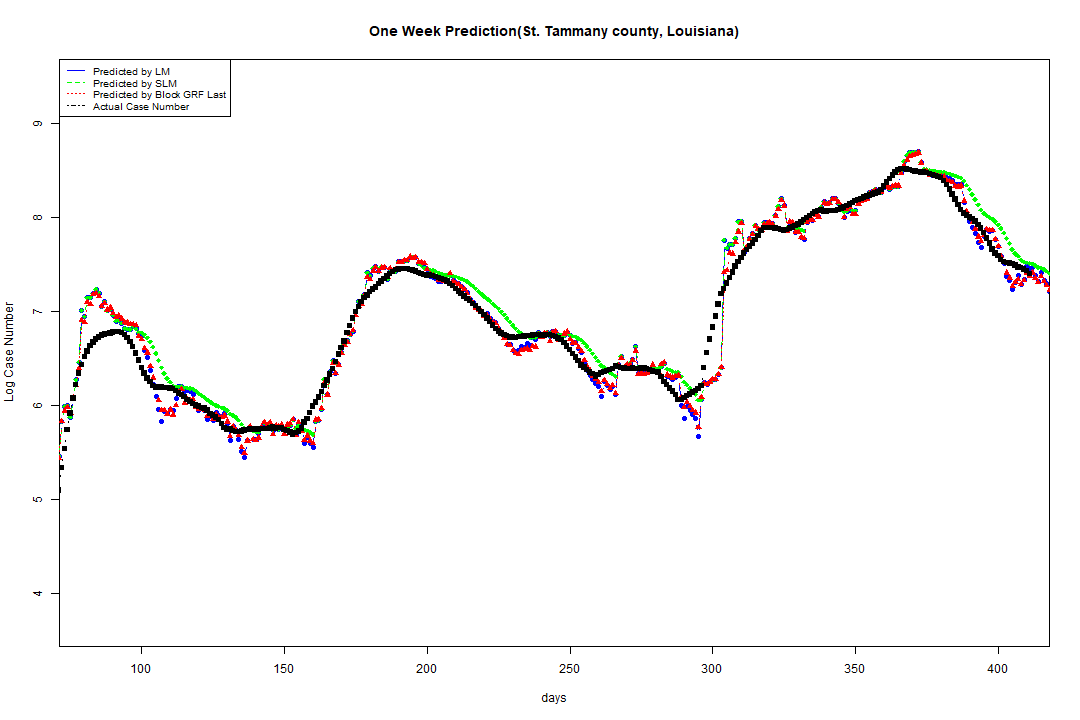 One Week Prediction(St. Tammany county, Louisiana)
Predicted by LM
Predicted by SLM
Predicted by Block GRF Last
Actual Case Number
9
8
7
6
5
4
Log Case Number
100 150 200 250 300 350 400
days